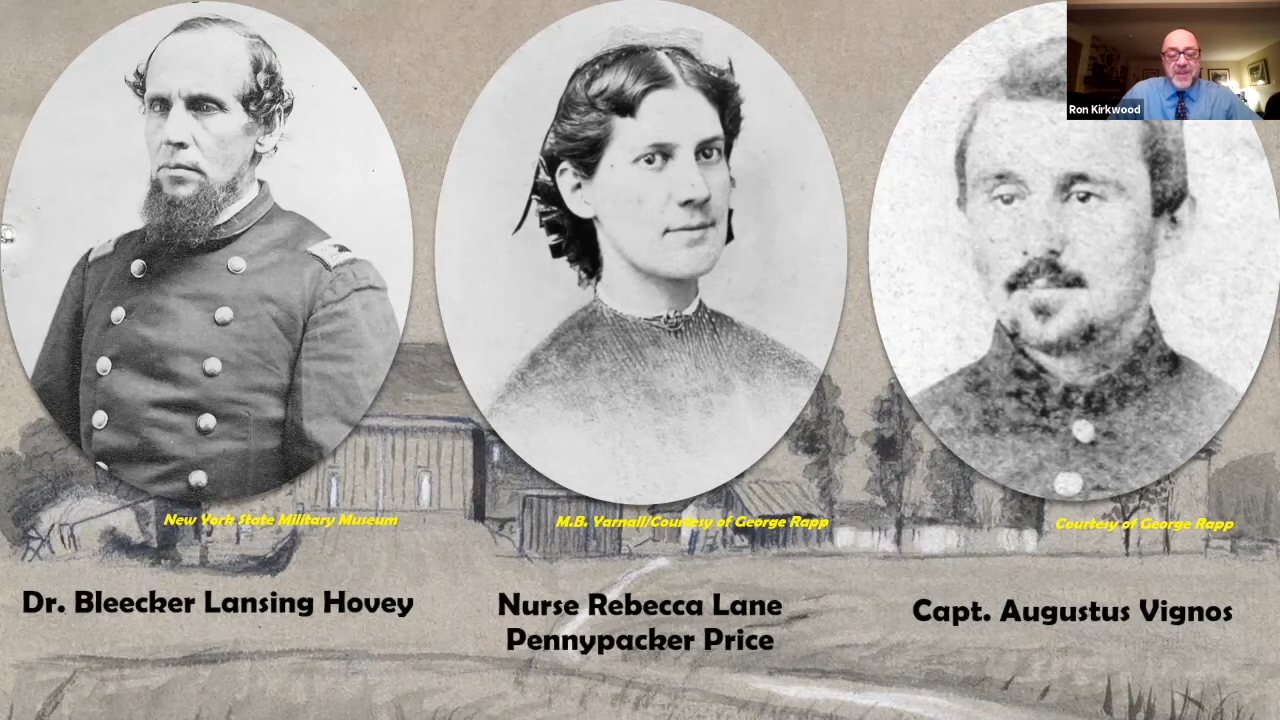 Ron Kirkwood
New York State Military Museum
M.B. Yarnall/Courtesy of George Rapp
Courtesy of George Rapp
Dr. Bleecker Lansing Hovey
Nurse Rebecca Lane
Pennypacker Price
Capt. Augustus Vignos